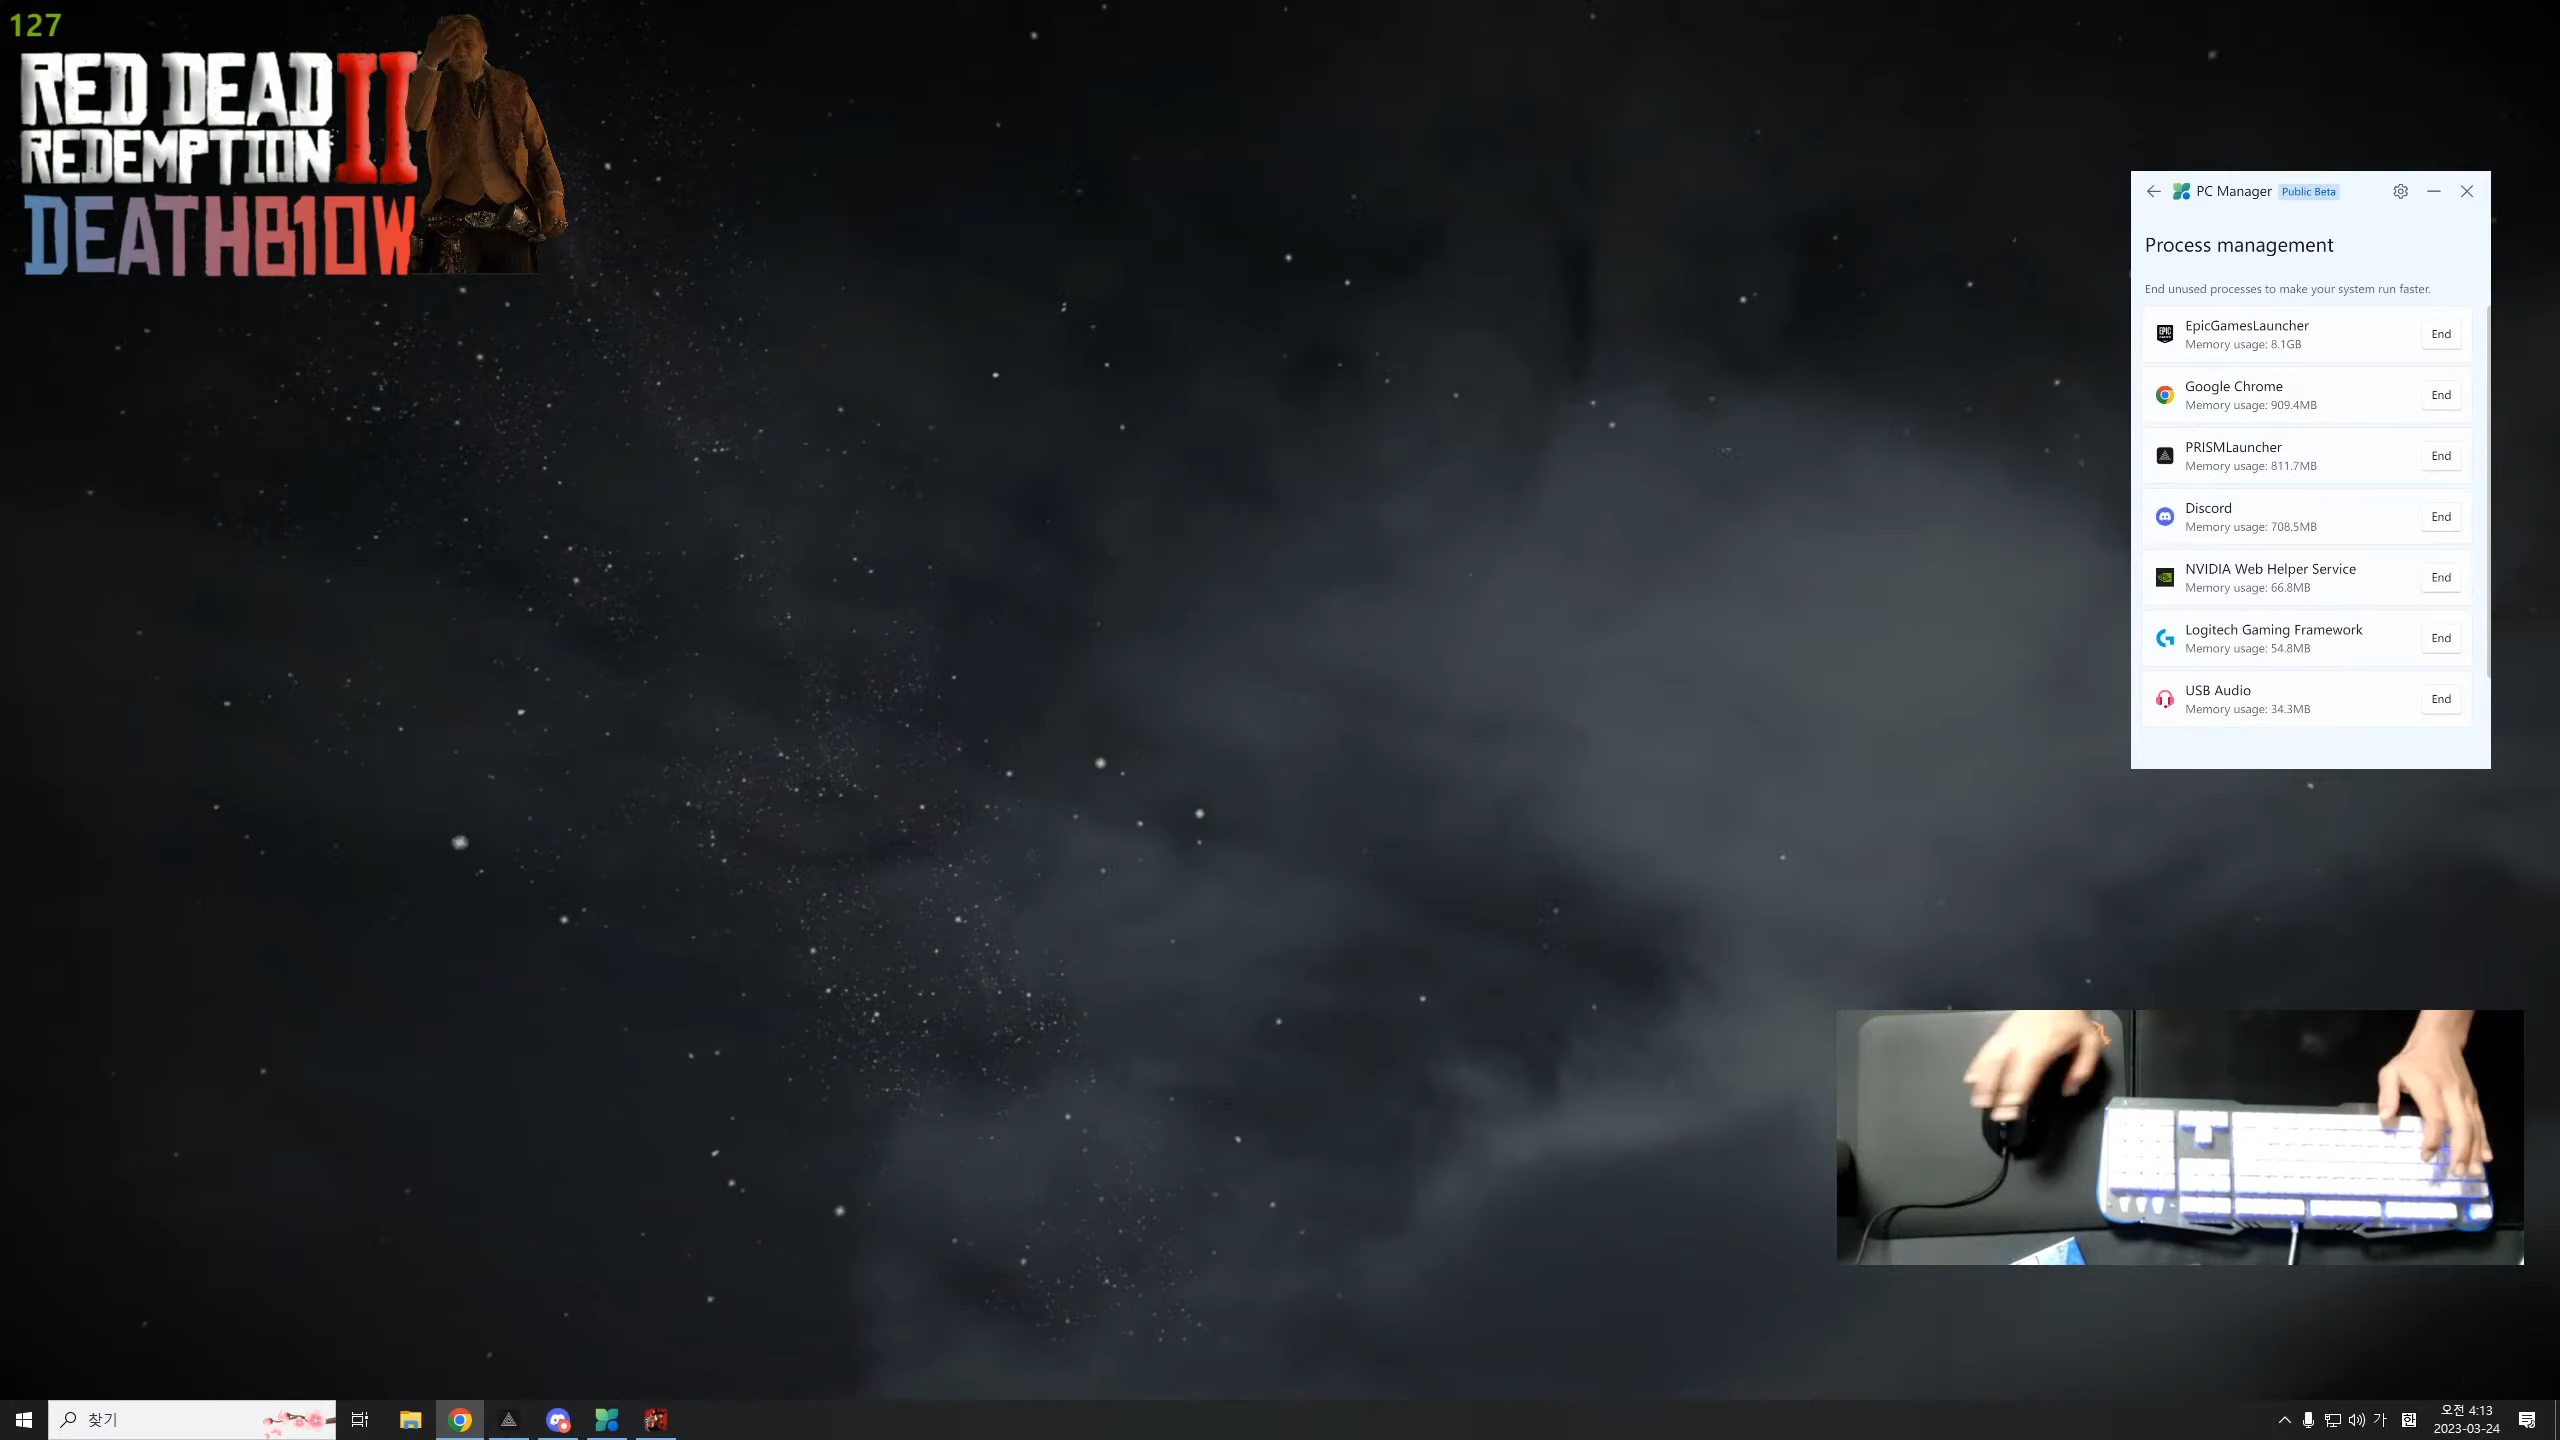 127
RED DEAD
REDEMPTION II
DEATHB10W
PC Manager Public Beta
Process management
End unused processes to make your system run faster.
EpicGamesLauncher
Memory usage: 8.1GB
End
Google Chrome
Memory usage: 909.4MB
End
PRISMLauncher
Memory usage: 811.7MB
End
Discord
Memory usage: 708.5MB
End
NVIDIA Web Helper Service
Memory usage: 66.8MB
End
Logitech Gaming Framework
Memory usage: 54.8MB
End
USB Audio
Memory usage: 34.3MB
End
찾기
가
오전 4:13
2023-03-24